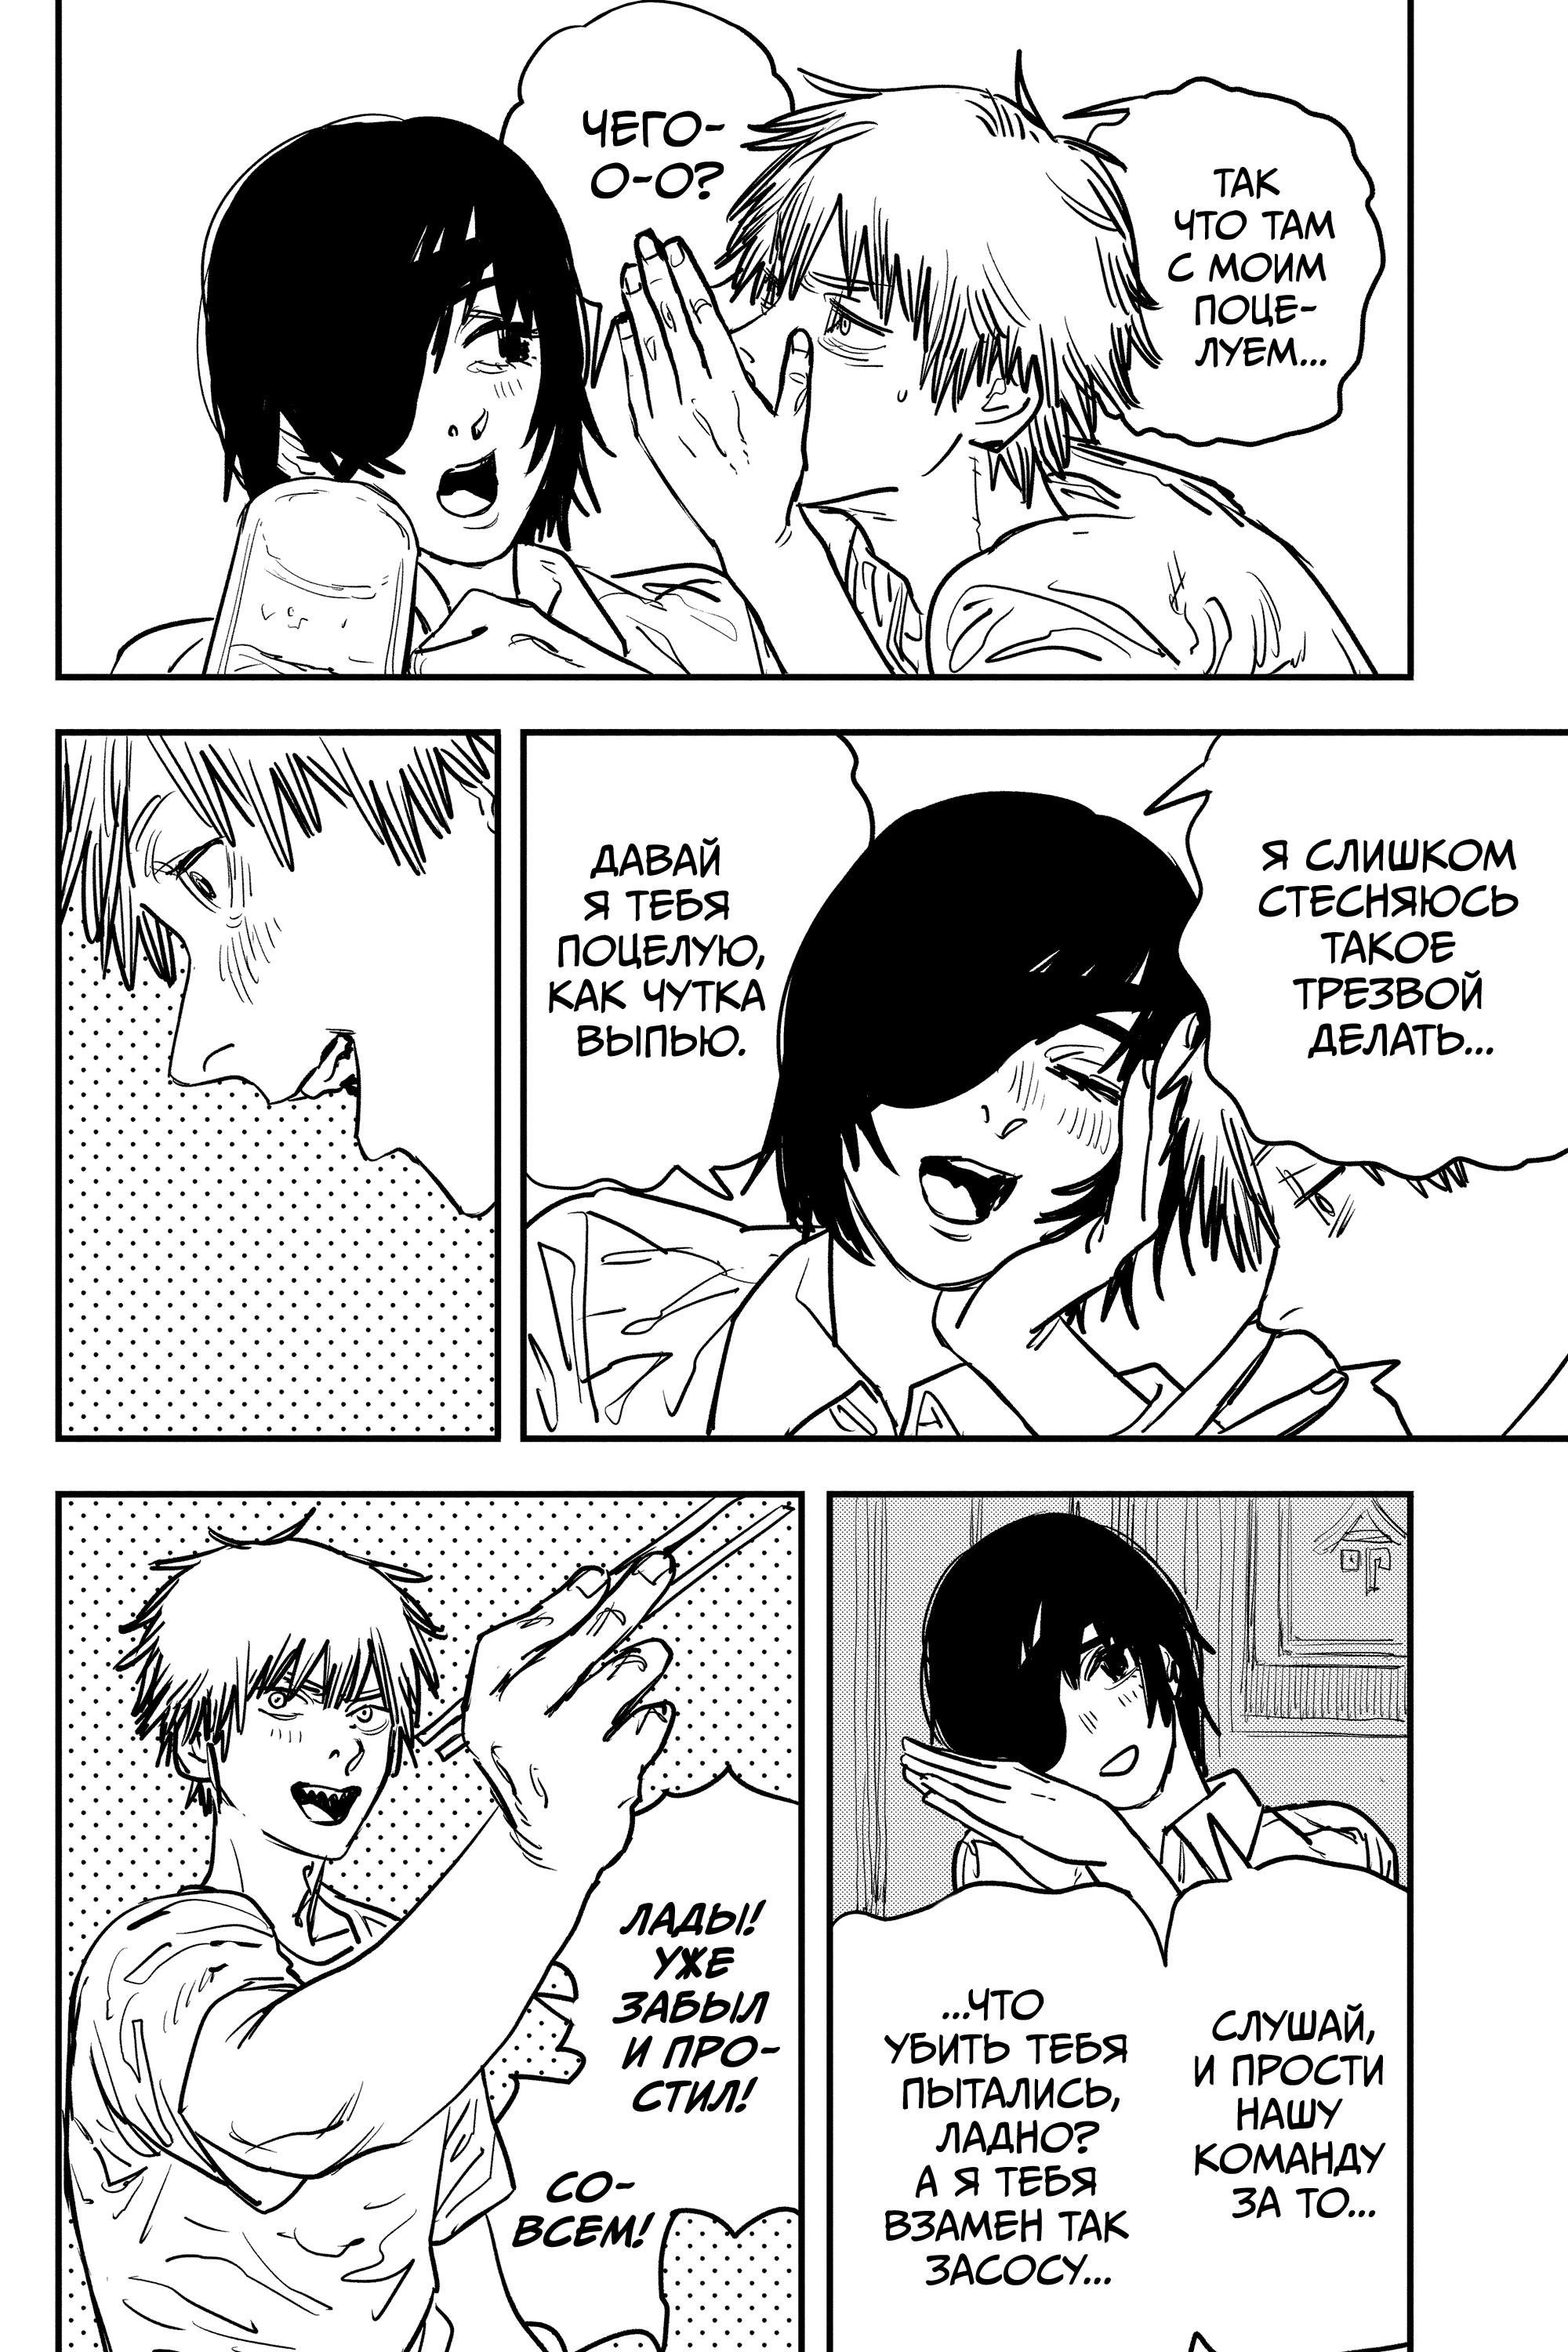 ТАК
ЧТО ТАМ
С МОИМ
ПОЦЕ-
ЛУЕМ...
ЧЕГО-
О-О?
Я СЛИШКОМ
СТЕСНЯЮСЬ
ТАКОЕ
ТРЕЗВОЙ
ДЕЛАТЬ...
ДАВАЙ
Я ТЕБЯ
ПОЦЕЛУЮ,
КАК ЧУТКА
ВЫПЬЮ.
СЛУШАЙ,
И ПРОСТИ
НАШУ
КОМАНДУ
ЗА ТО...
...ЧТО
УБИТЬ ТЕБЯ
ПЫТАЛИСЬ,
ЛАДНО?
А Я ТЕБЯ
ВЗАМЕН ТАК
ЗАСОСУ...
ЛАДЫ!
УЖЕ
ЗАБЫЛ
И ПРО-
СТИЛ!
СО-
ВСЕМ!